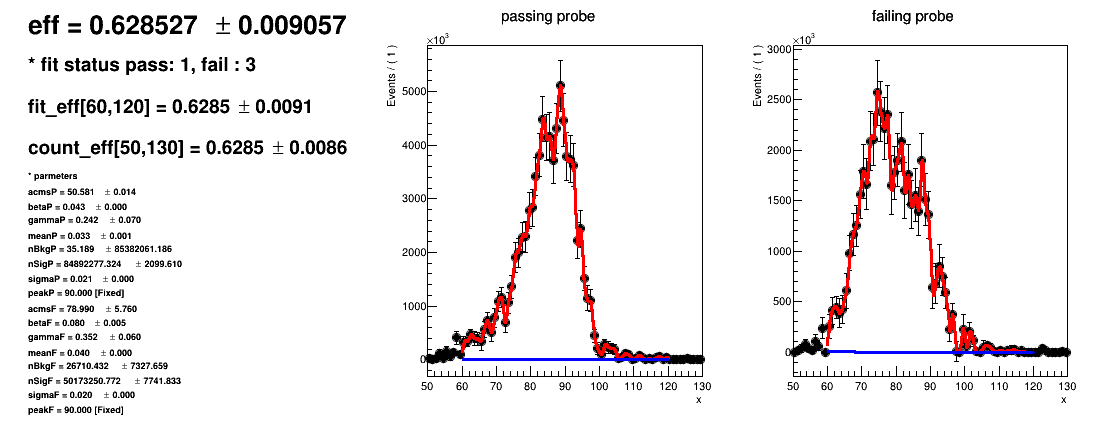 eff = 0.628527 ± 0.009057
* fit status pass: 1, fail : 3
fit_eff[60,120] = 0.6285 ± 0.0091
count_eff[50,130] = 0.6285 ± 0.0086
* parmeters
acmsP = 50.581 ± 0.014
betaP = 0.043 ± 0.000
gammaP = 0.242 ± 0.070
meanP = 0.033 ± 0.001
nBkgP = 35.189 ± 85382061.186
nSigP = 84892277.324 ± 2099.610
sigmaP = 0.021 ± 0.000
peakP = 90.000 [Fixed]
acmsF = 78.990 ± 5.760
betaF = 0.080 ± 0.005
gammaF = 0.352 ± 0.060
meanF = 0.040 ± 0.000
nBkgF = 26710.432 ± 7327.659
nSigF = 50173250.772 ± 7741.833
sigmaF = 0.020 ± 0.000
peakF = 90.000 [Fixed]
passing probe
×10³
Events / ( 1 )
5000
4000
3000
2000
1000
0
50 60 70 80 90 100 110 120 130
x
failing probe
×10³
Events / ( 1 )
3000
2500
2000
1500
1000
500
0
50 60 70 80 90 100 110 120 130
x